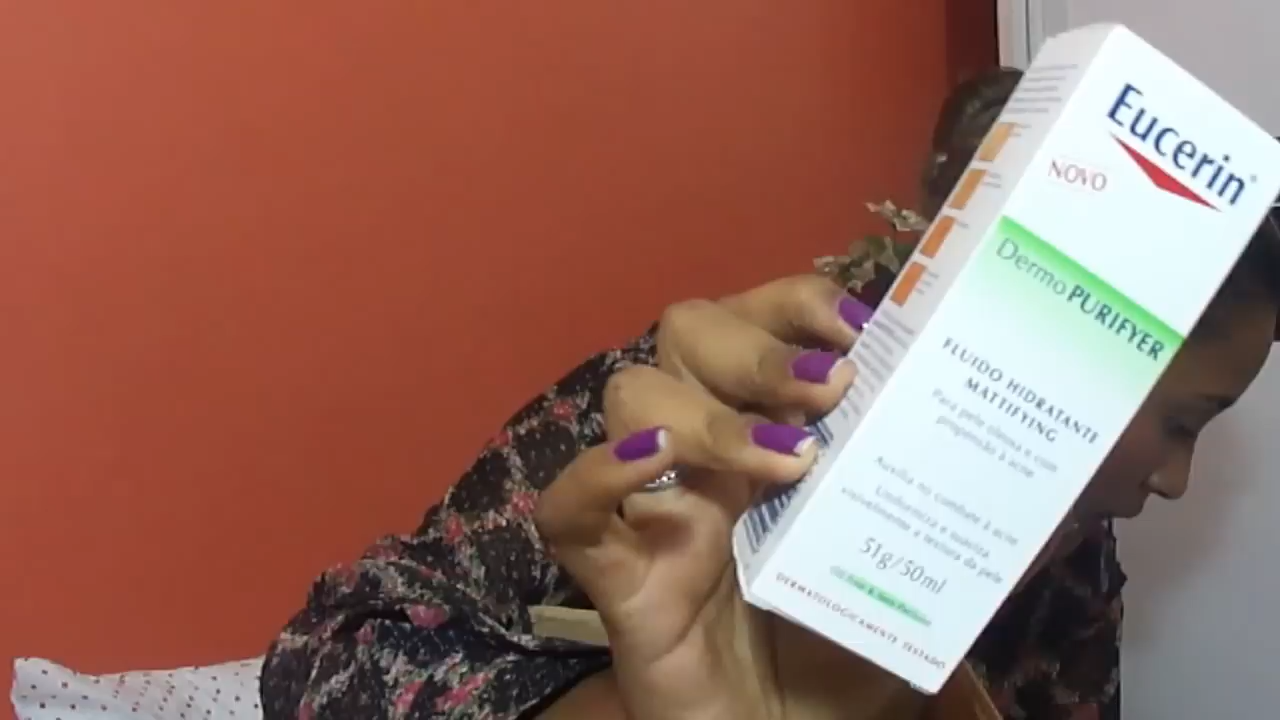 Eucerin®
NOVO
DermoPURIFYER
FLUIDO HIDRATANTE
MATTIFYING
Para pele oleosa e com
propensão à acne
Auxilia no combate à acne
Uniformiza e suaviza
visivelmente a textura da pele
51g/50ml
DERMATOLOGICAMENTE TESTADO